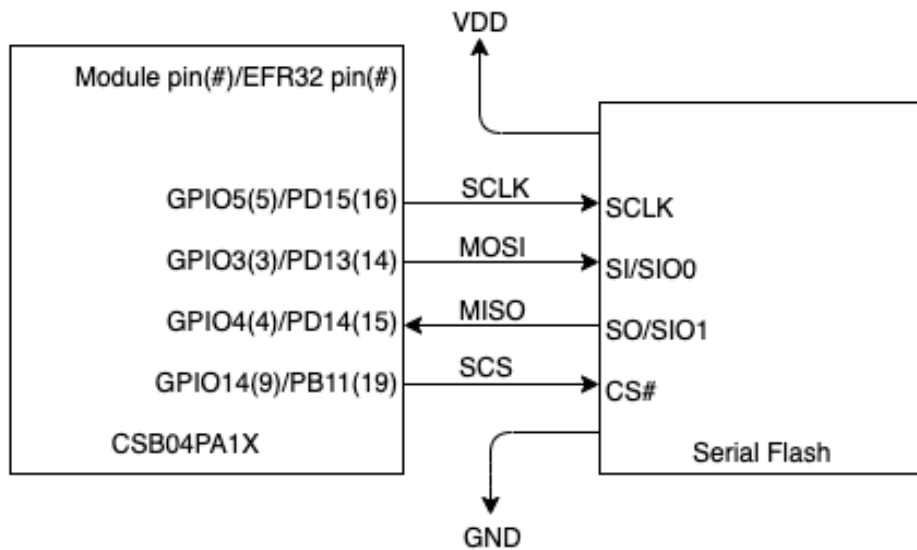 VDD
Module pin(#)/EFR32 pin(#)
GPIO5(5)/PD15(16)
SCLK
SCLK
GPIO3(3)/PD13(14)
MOSI
SI/SIO0
GPIO4(4)/PD14(15)
MISO
SO/SIO1
GPIO14(9)/PB11(19)
SCS
CS#
CSB04PA1X
Serial Flash
GND